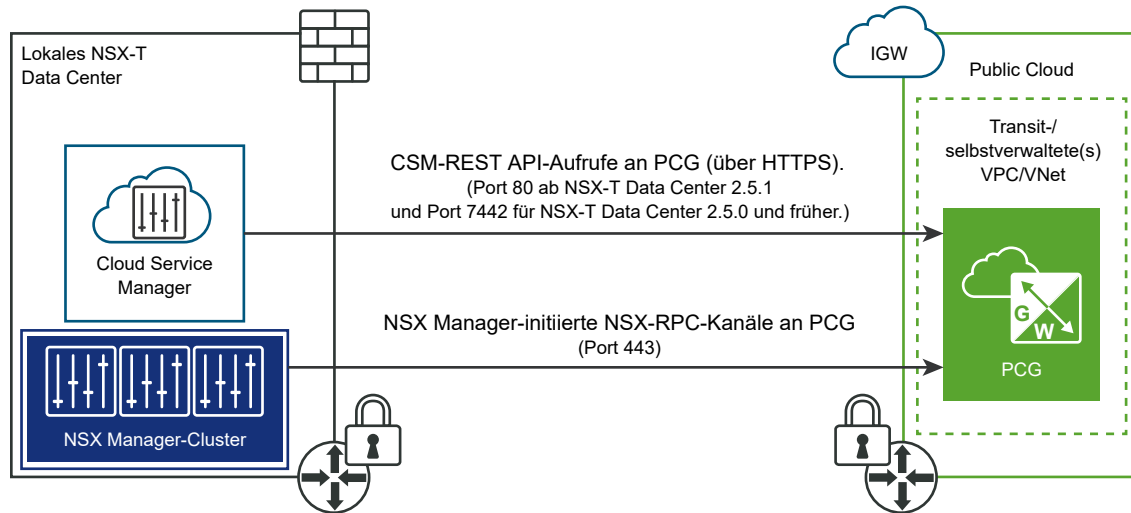 Lokales NSX-T
Data Center
IGW
Public Cloud
Transit-/
selbstverwaltete(s)
VPC/VNet
CSM-REST API-Aufrufe an PCG (über HTTPS).
(Port 80 ab NSX-T Data Center 2.5.1
und Port 7442 für NSX-T Data Center 2.5.0 und früher.)
Cloud Service
Manager
NSX Manager-initiierte NSX-RPC-Kanäle an PCG
(Port 443)
G
W
PCG
NSX Manager-Cluster